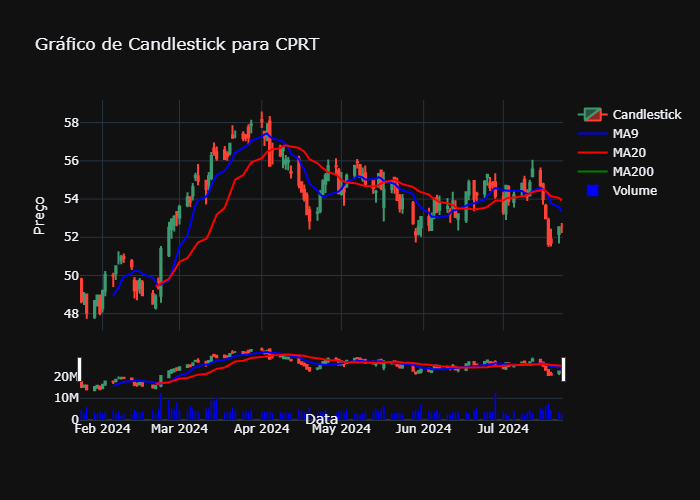 Gráfico de Candlestick para CPRT
Candlestick
MA9
MA20
MA200
Volume
Preço
58
56
54
52
50
48
20M
10M
0
Feb 2024 Mar 2024 Apr 2024 May 2024 Jun 2024 Jul 2024
Data